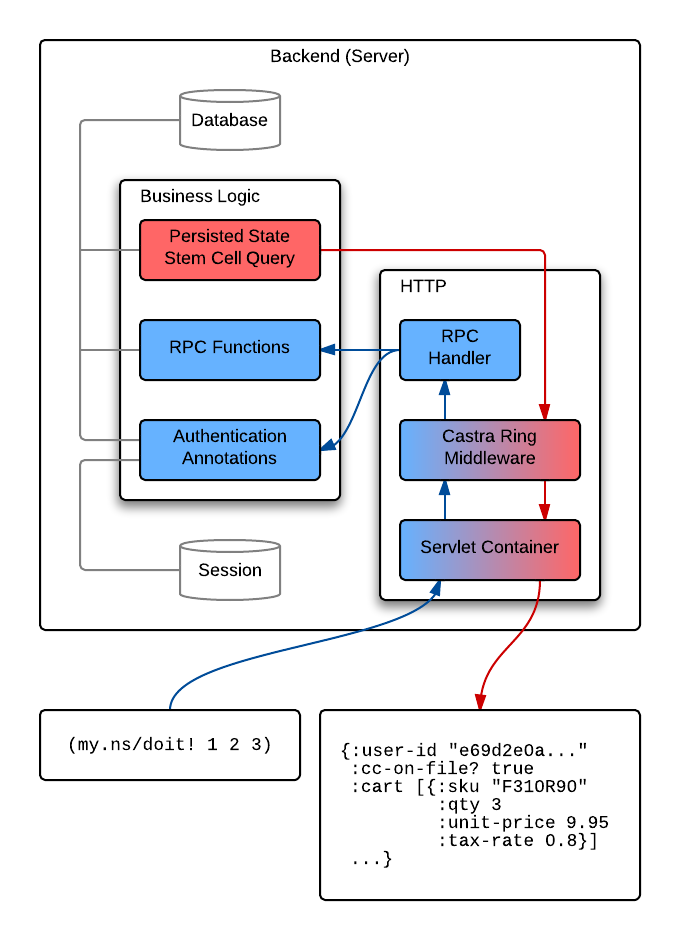 Backend (Server)
Database
Business Logic
Persisted State
Stem Cell Query
HTTP
RPC Functions
RPC
Handler
Authentication
Annotations
Castra Ring
Middleware
Servlet Container
Session
(my.ns/doit! 1 2 3)
{:user-id "e69d2e0a..."
:cc-on-file? true
:cart [{:sku "F310R90"
:qty 3
:unit-price 9.95
:tax-rate 0.8}]
...}